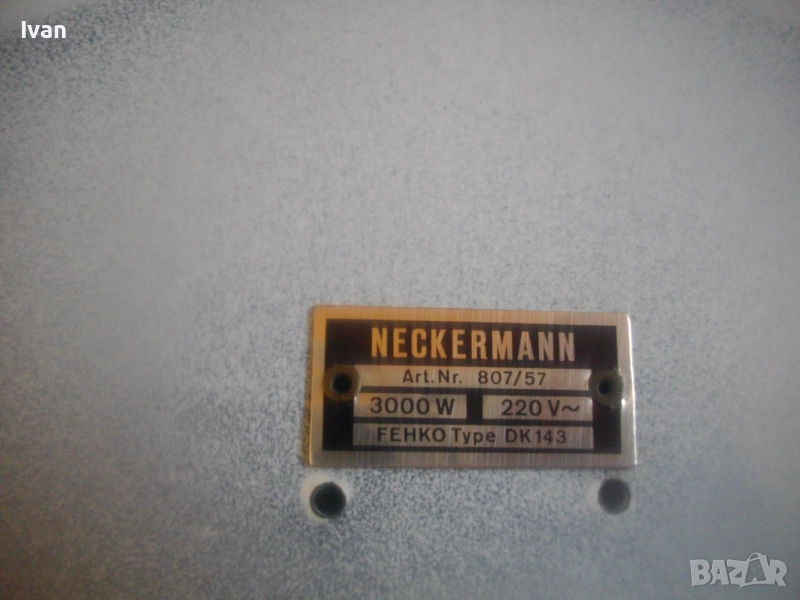 Ivan
NECKERMANN
Art. Nr. 807/57
3000 W 220 V~
FEHKO Type DK143
BAZAR